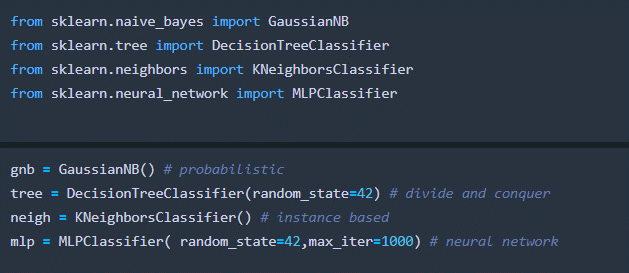 from sklearn.naive_bayes import GaussianNB
from sklearn.tree import DecisionTreeClassifier
from sklearn.neighbors import KNeighborsClassifier
from sklearn.neural_network import MLPClassifier
gnb = GaussianNB() # probabilistic
tree = DecisionTreeClassifier(random_state=42) # divide and conquer
neigh = KNeighborsClassifier() # instance based
mlp = MLPClassifier( random_state=42,max_iter=1000) # neural network